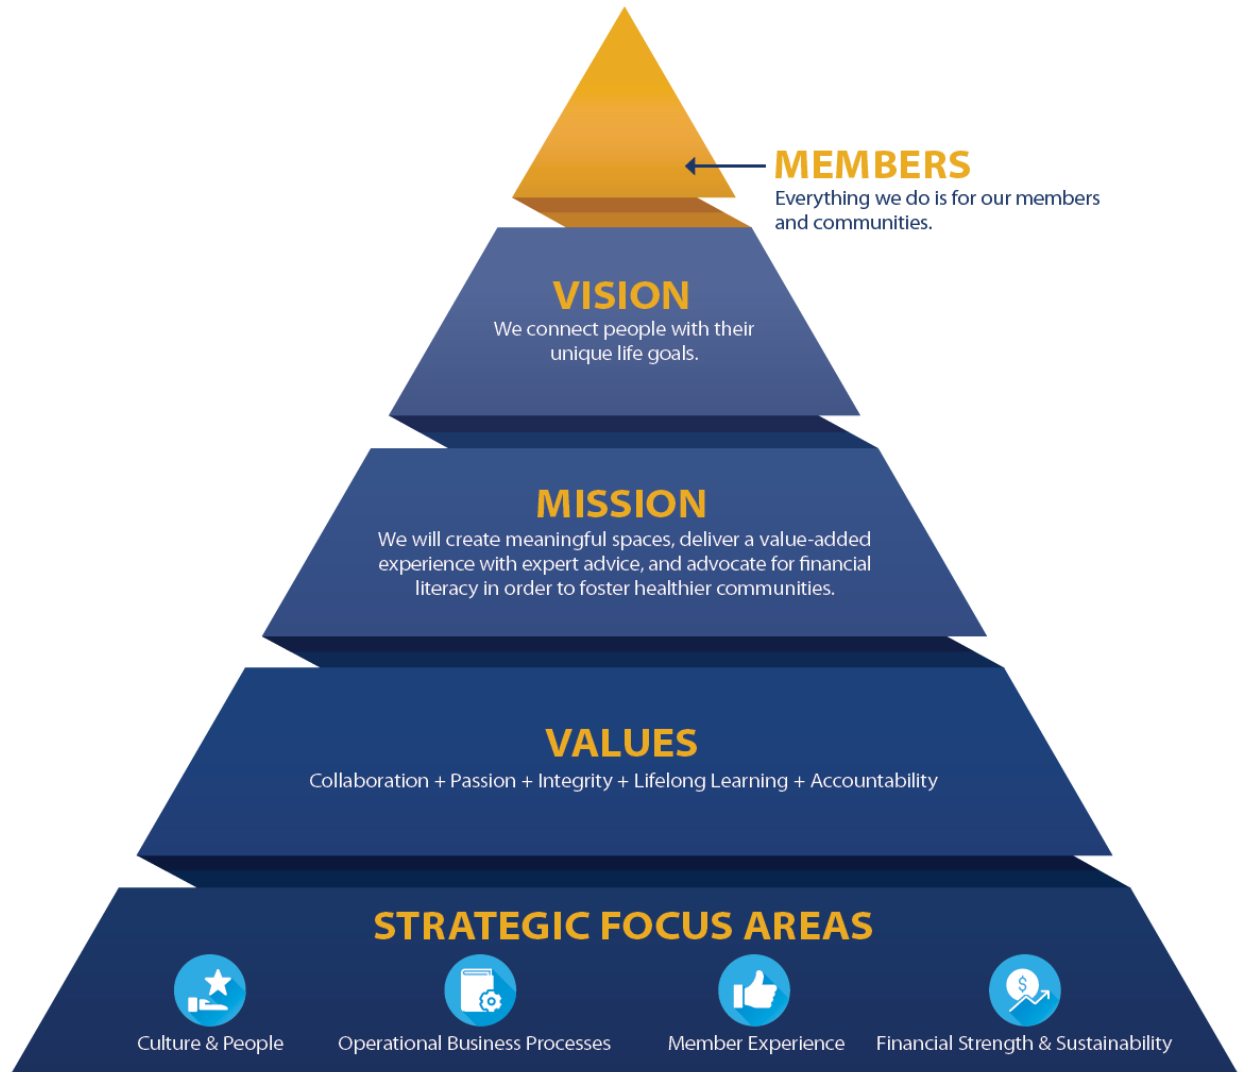 MEMBERS
Everything we do is for our members
and communities.
VISION
We connect people with their
unique life goals.
MISSION
We will create meaningful spaces, deliver a value-added
experience with expert advice, and advocate for financial
literacy in order to foster healthier communities.
VALUES
Collaboration + Passion + Integrity + Lifelong Learning + Accountability
STRATEGIC FOCUS AREAS
$
Culture & People
Operational Business Processes
Member Experience
Financial Strength & Sustainability